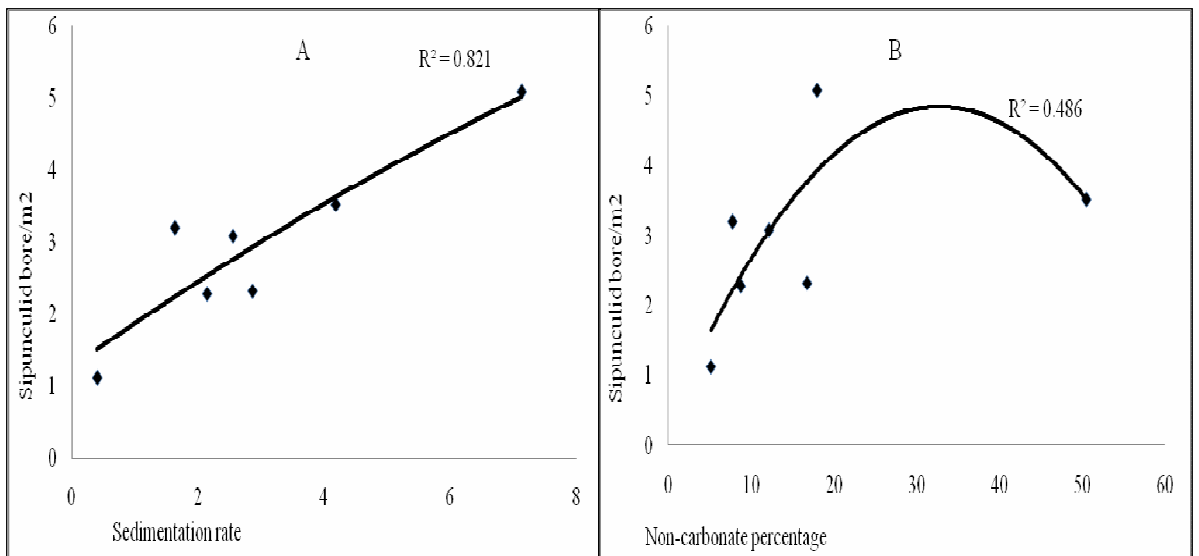 A
R² = 0.821
6
5
4
3
2
1
0
Sipunculid bore/m2
0 2 4 6 8
Sedimentation rate
B
R² = 0.486
6
5
4
3
2
1
0
Sipunculid bore/m2
0 10 20 30 40 50 60
Non-carbonate percentage